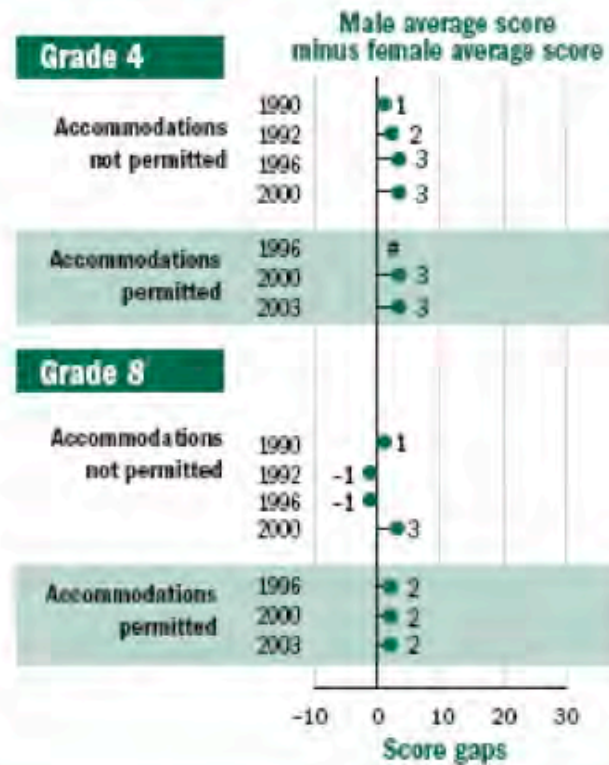 Male average score
minus female average score
Grade 4
Accommodations
not permitted
1990 1
1992 2
1996 3
2000 3
Accommodations
permitted
1996 #
2000 3
2003 3
Grade 8
Accommodations
not permitted
1990 1
1992 -1
1996 -1
2000 3
Accommodations
permitted
1996 2
2000 2
2003 2
-10 0 10 20 30
Score gaps